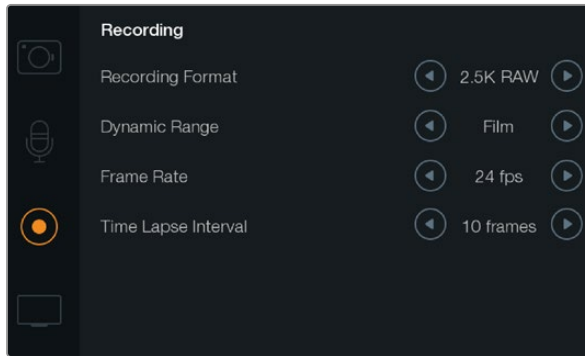 Recording
Recording Format 2.5K RAW
Dynamic Range Film
Frame Rate 24 fps
Time Lapse Interval 10 frames